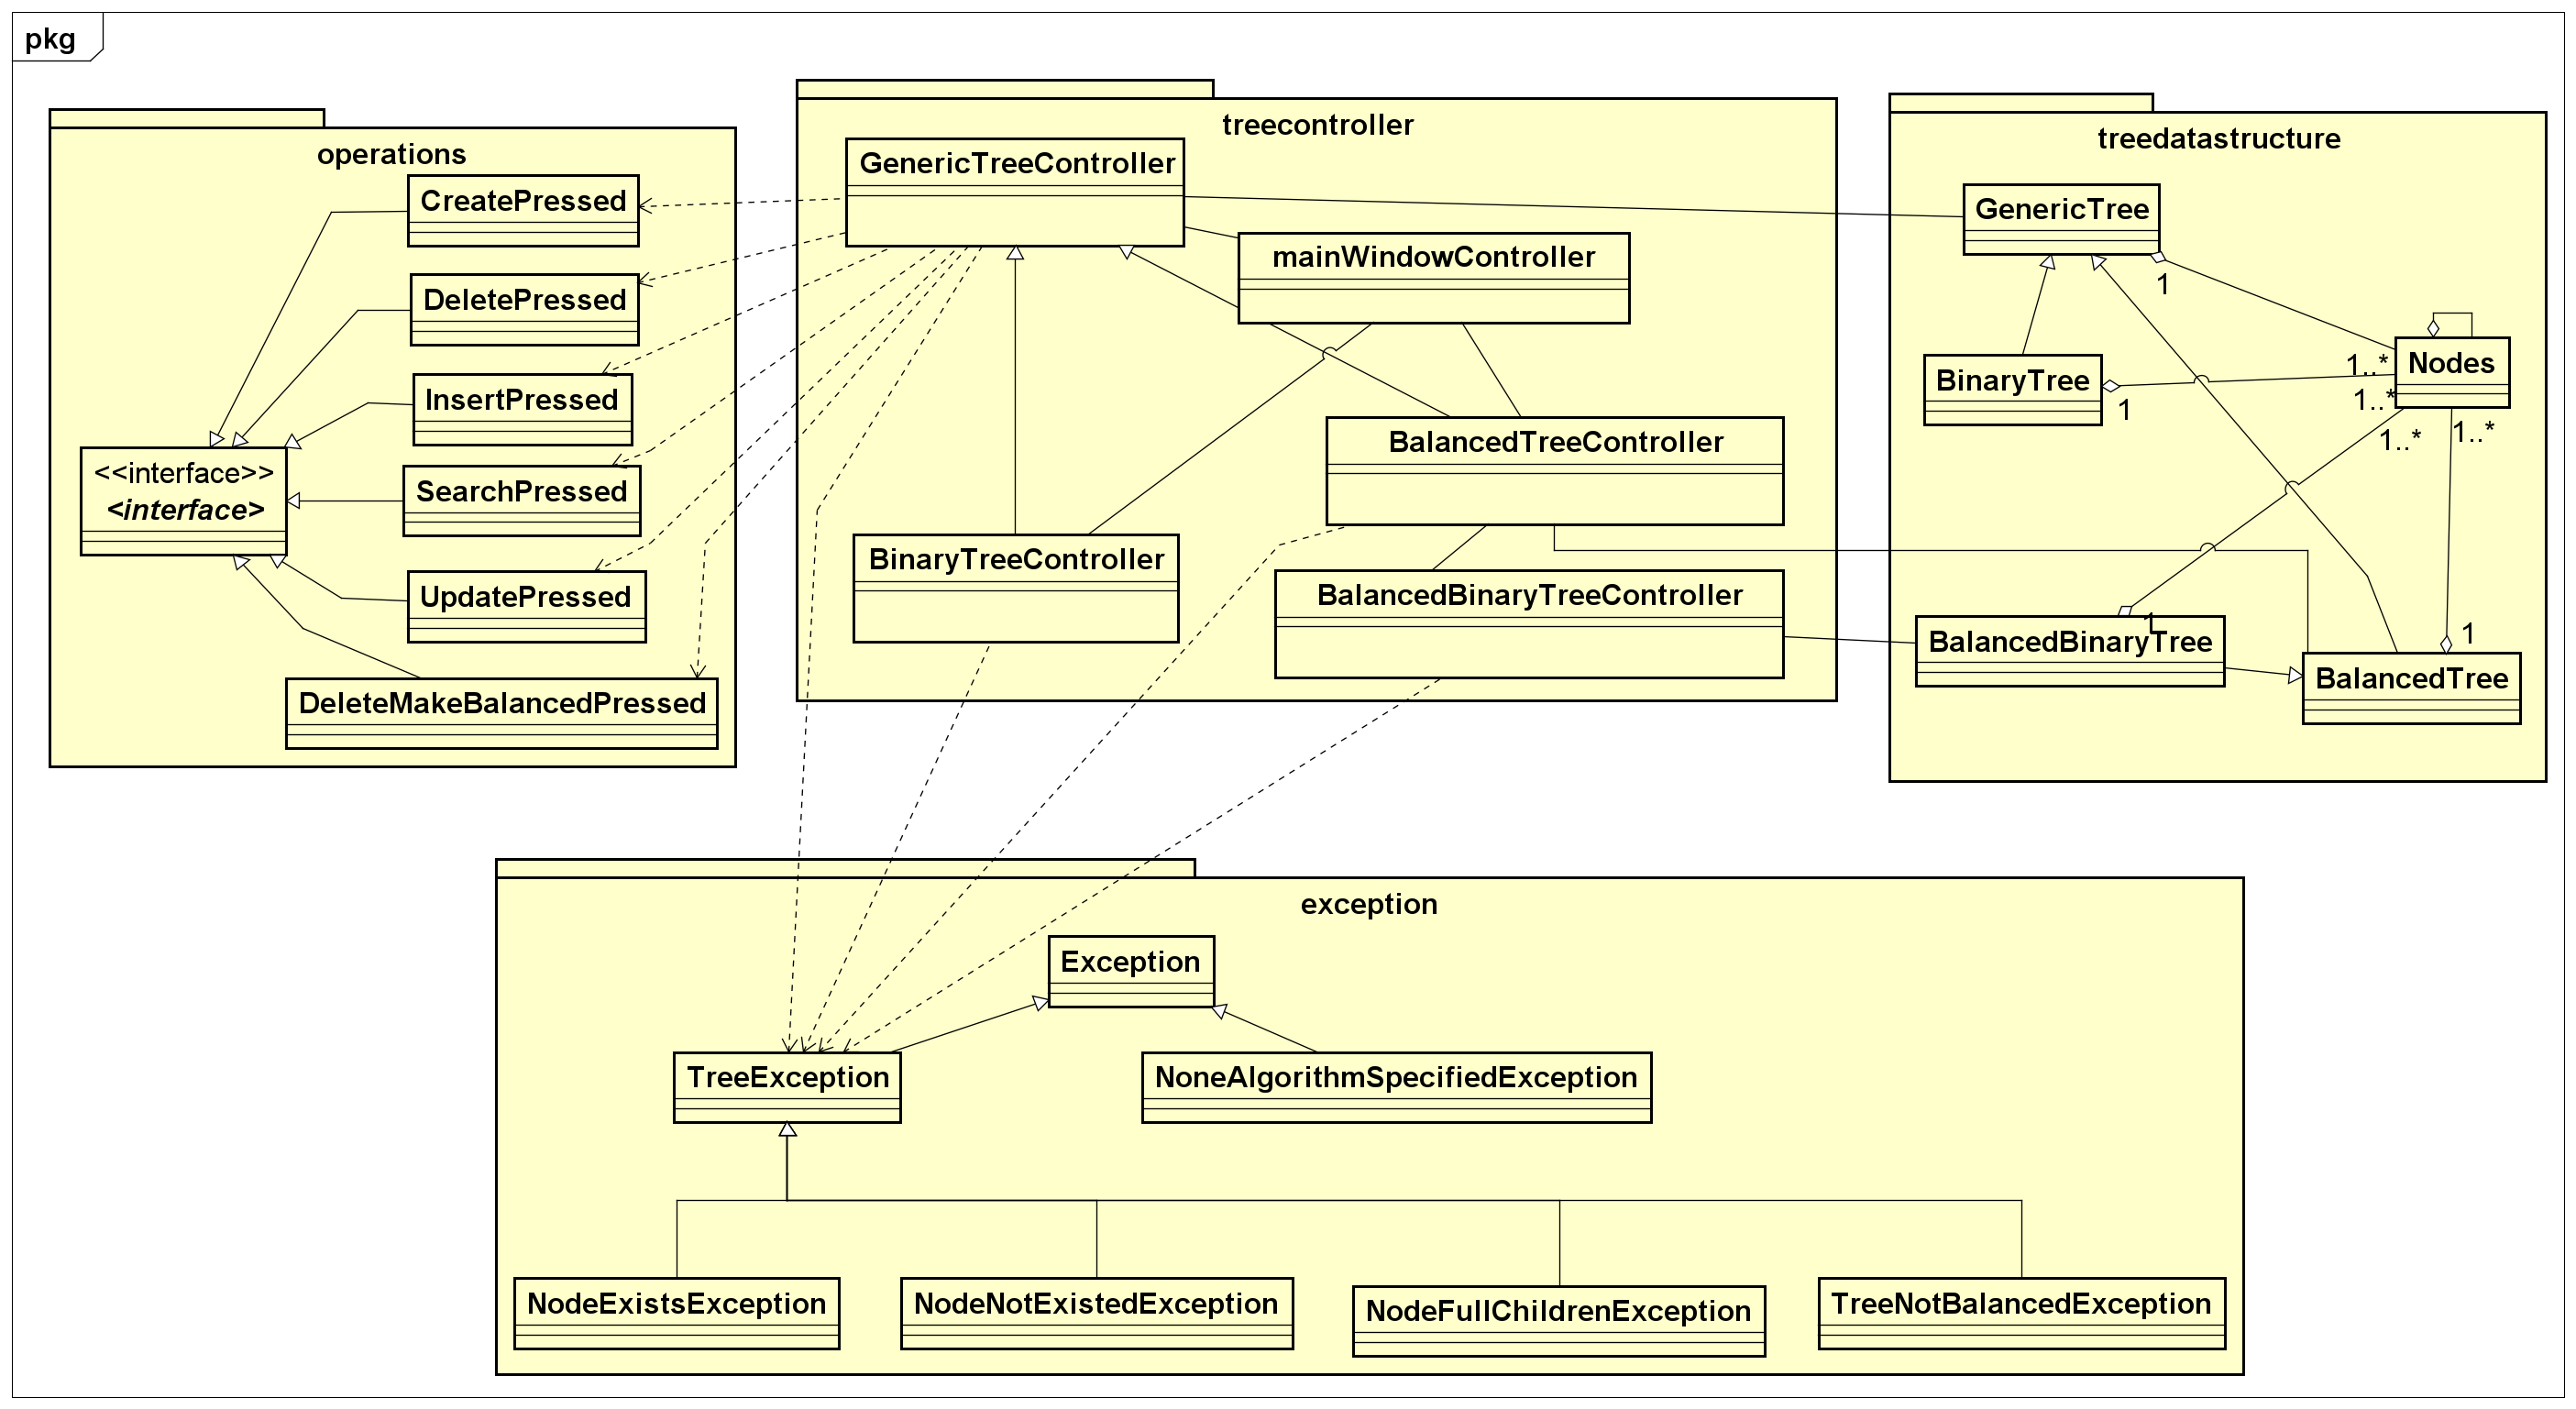 pkg
operations
CreatePressed
DeletePressed
InsertPressed
<<interface>>
<interface>
SearchPressed
UpdatePressed
DeleteMakeBalancedPressed
treecontroller
GenericTreeController
mainWindowController
BalancedTreeController
BinaryTreeController
BalancedBinaryTreeController
treedatastructure
GenericTree
1
Nodes
1..*
BinaryTree
1
1..*
1..*
1..*
1
BalancedBinaryTree
1
BalancedTree
exception
Exception
TreeException
NoneAlgorithmSpecifiedException
NodeExistsException
NodeNotExistedException
NodeFullChildrenException
TreeNotBalancedException